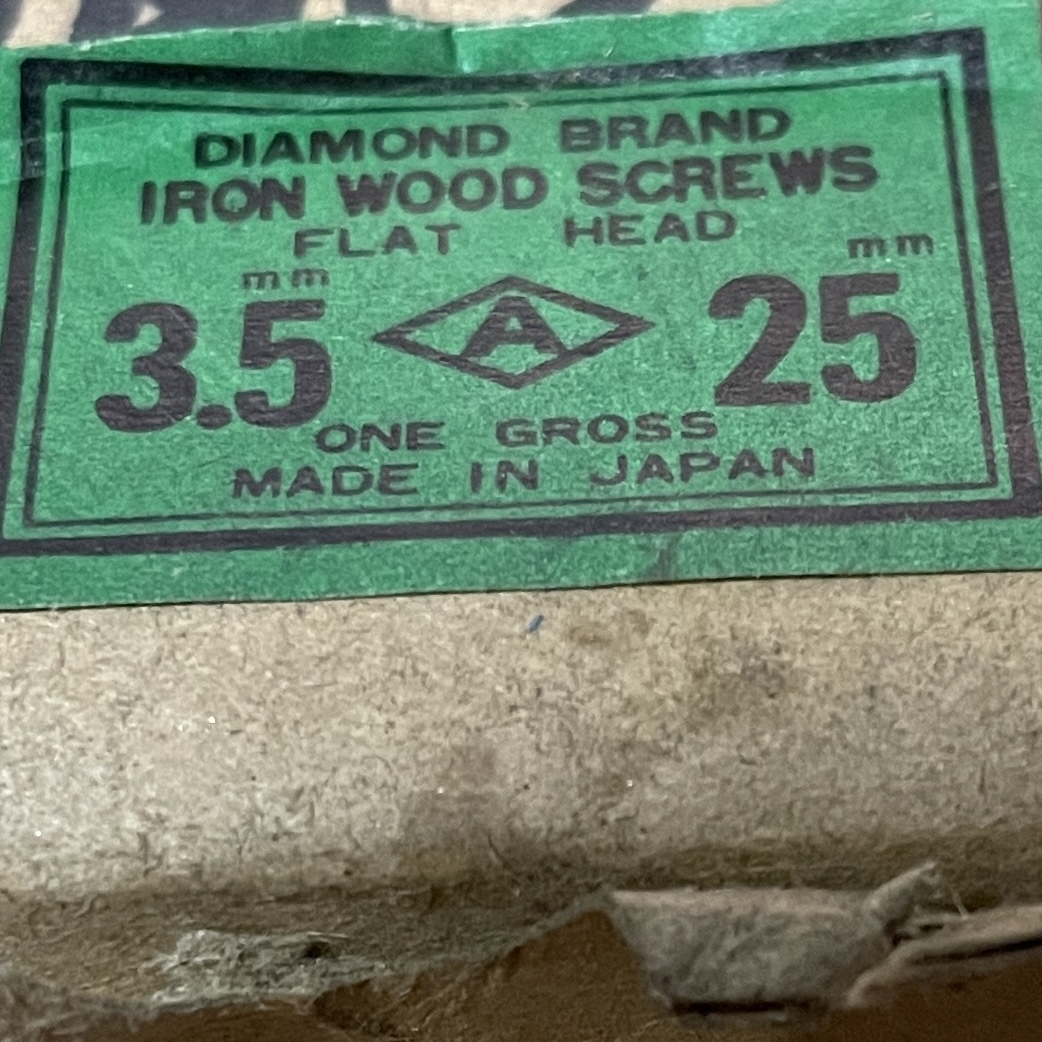 DIAMOND BRAND
IRON WOOD SCREWS
FLAT HEAD
mm mm
3.5 A 25
ONE GROSS
MADE IN JAPAN